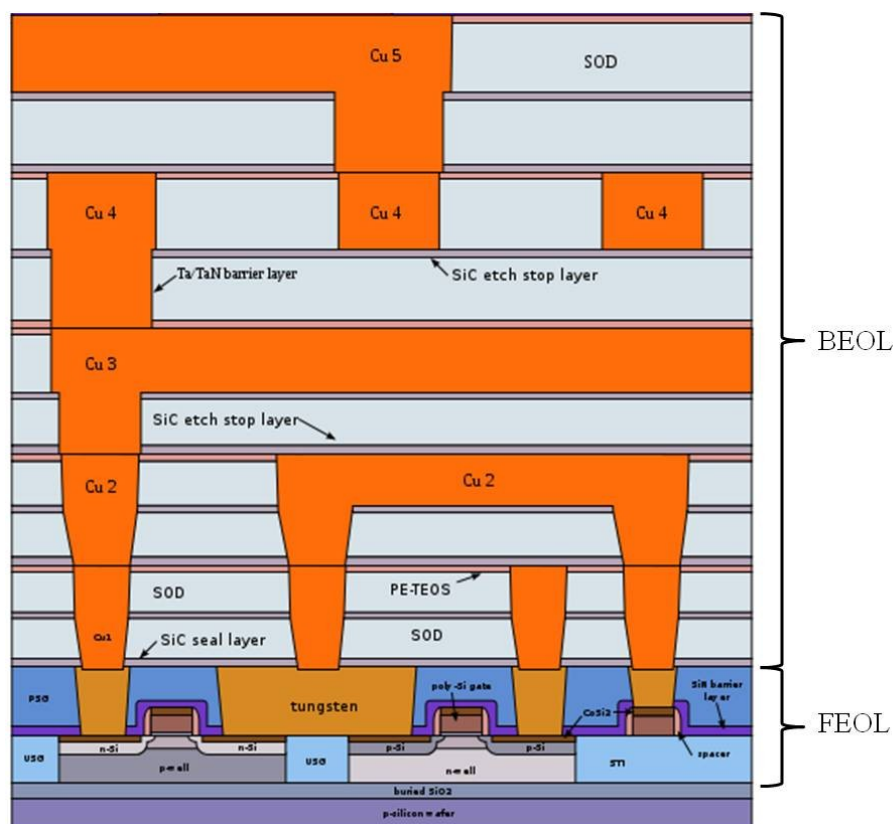 Cu 5
SOD
Cu 4
Cu 4
Cu 4
Ta/TaN barrier layer
SiC etch stop layer
BEOL
Cu 3
SiC etch stop layer
Cu 2
Cu 2
SOD
PE-TEOS
Cu1
SiC seal layer
SOD
PSG
tungsten
poly-Si gate
SiN barrier
layer
CoSi2
FEOL
USG
n-Si
n-Si
USG
p-Si
p-Si
STI
spacer
p-well
n-well
buried SiO2
p-silicon wafer